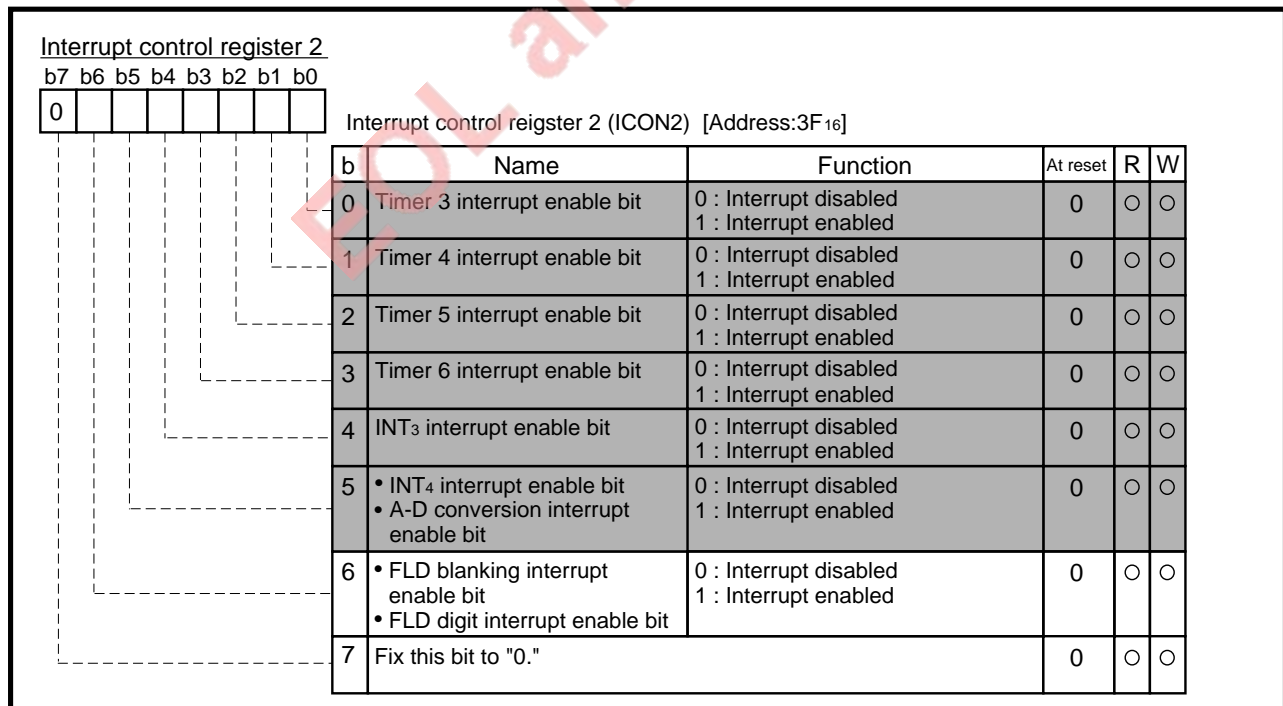 EOL an
Interrupt control register 2
b7 b6 b5 b4 b3 b2 b1 b0
0
Interrupt control reigster 2 (ICON2) [Address:3F16]
b Name Function At reset R W
0 Timer 3 interrupt enable bit 0 : Interrupt disabled 0 ○ ○
1 : Interrupt enabled
1 Timer 4 interrupt enable bit 0 : Interrupt disabled 0 ○ ○
1 : Interrupt enabled
2 Timer 5 interrupt enable bit 0 : Interrupt disabled 0 ○ ○
1 : Interrupt enabled
3 Timer 6 interrupt enable bit 0 : Interrupt disabled 0 ○ ○
1 : Interrupt enabled
4 INT3 interrupt enable bit 0 : Interrupt disabled 0 ○ ○
1 : Interrupt enabled
5 • INT4 interrupt enable bit 0 : Interrupt disabled 0 ○ ○
• A-D conversion interrupt 1 : Interrupt enabled
enable bit
6 • FLD blanking interrupt 0 : Interrupt disabled 0 ○ ○
enable bit 1 : Interrupt enabled
• FLD digit interrupt enable bit
7 Fix this bit to "0." 0 ○ ○